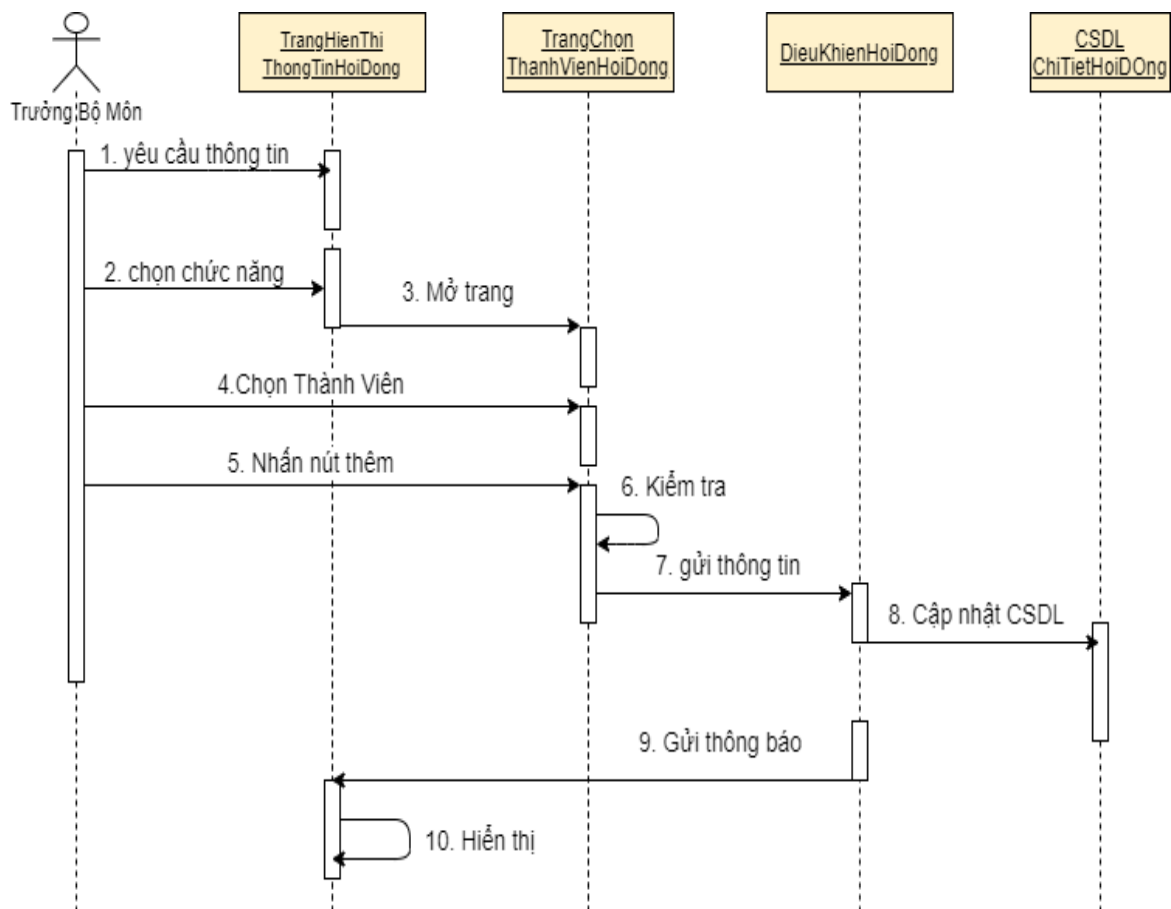 TrangHienThi
ThongTinHoiDong
TrangChọn
ThanhVienHoiDong
DieuKhienHoiDong
CSDL
ChiTietHoiDOng
Trưởng Bộ Môn
1. yêu cầu thông tin
2. chọn chức năng
3. Mở trang
4.Chọn Thành Viên
5. Nhấn nút thêm
6. Kiểm tra
7. gửi thông tin
8. Cập nhật CSDL
9. Gửi thông báo
10. Hiển thị